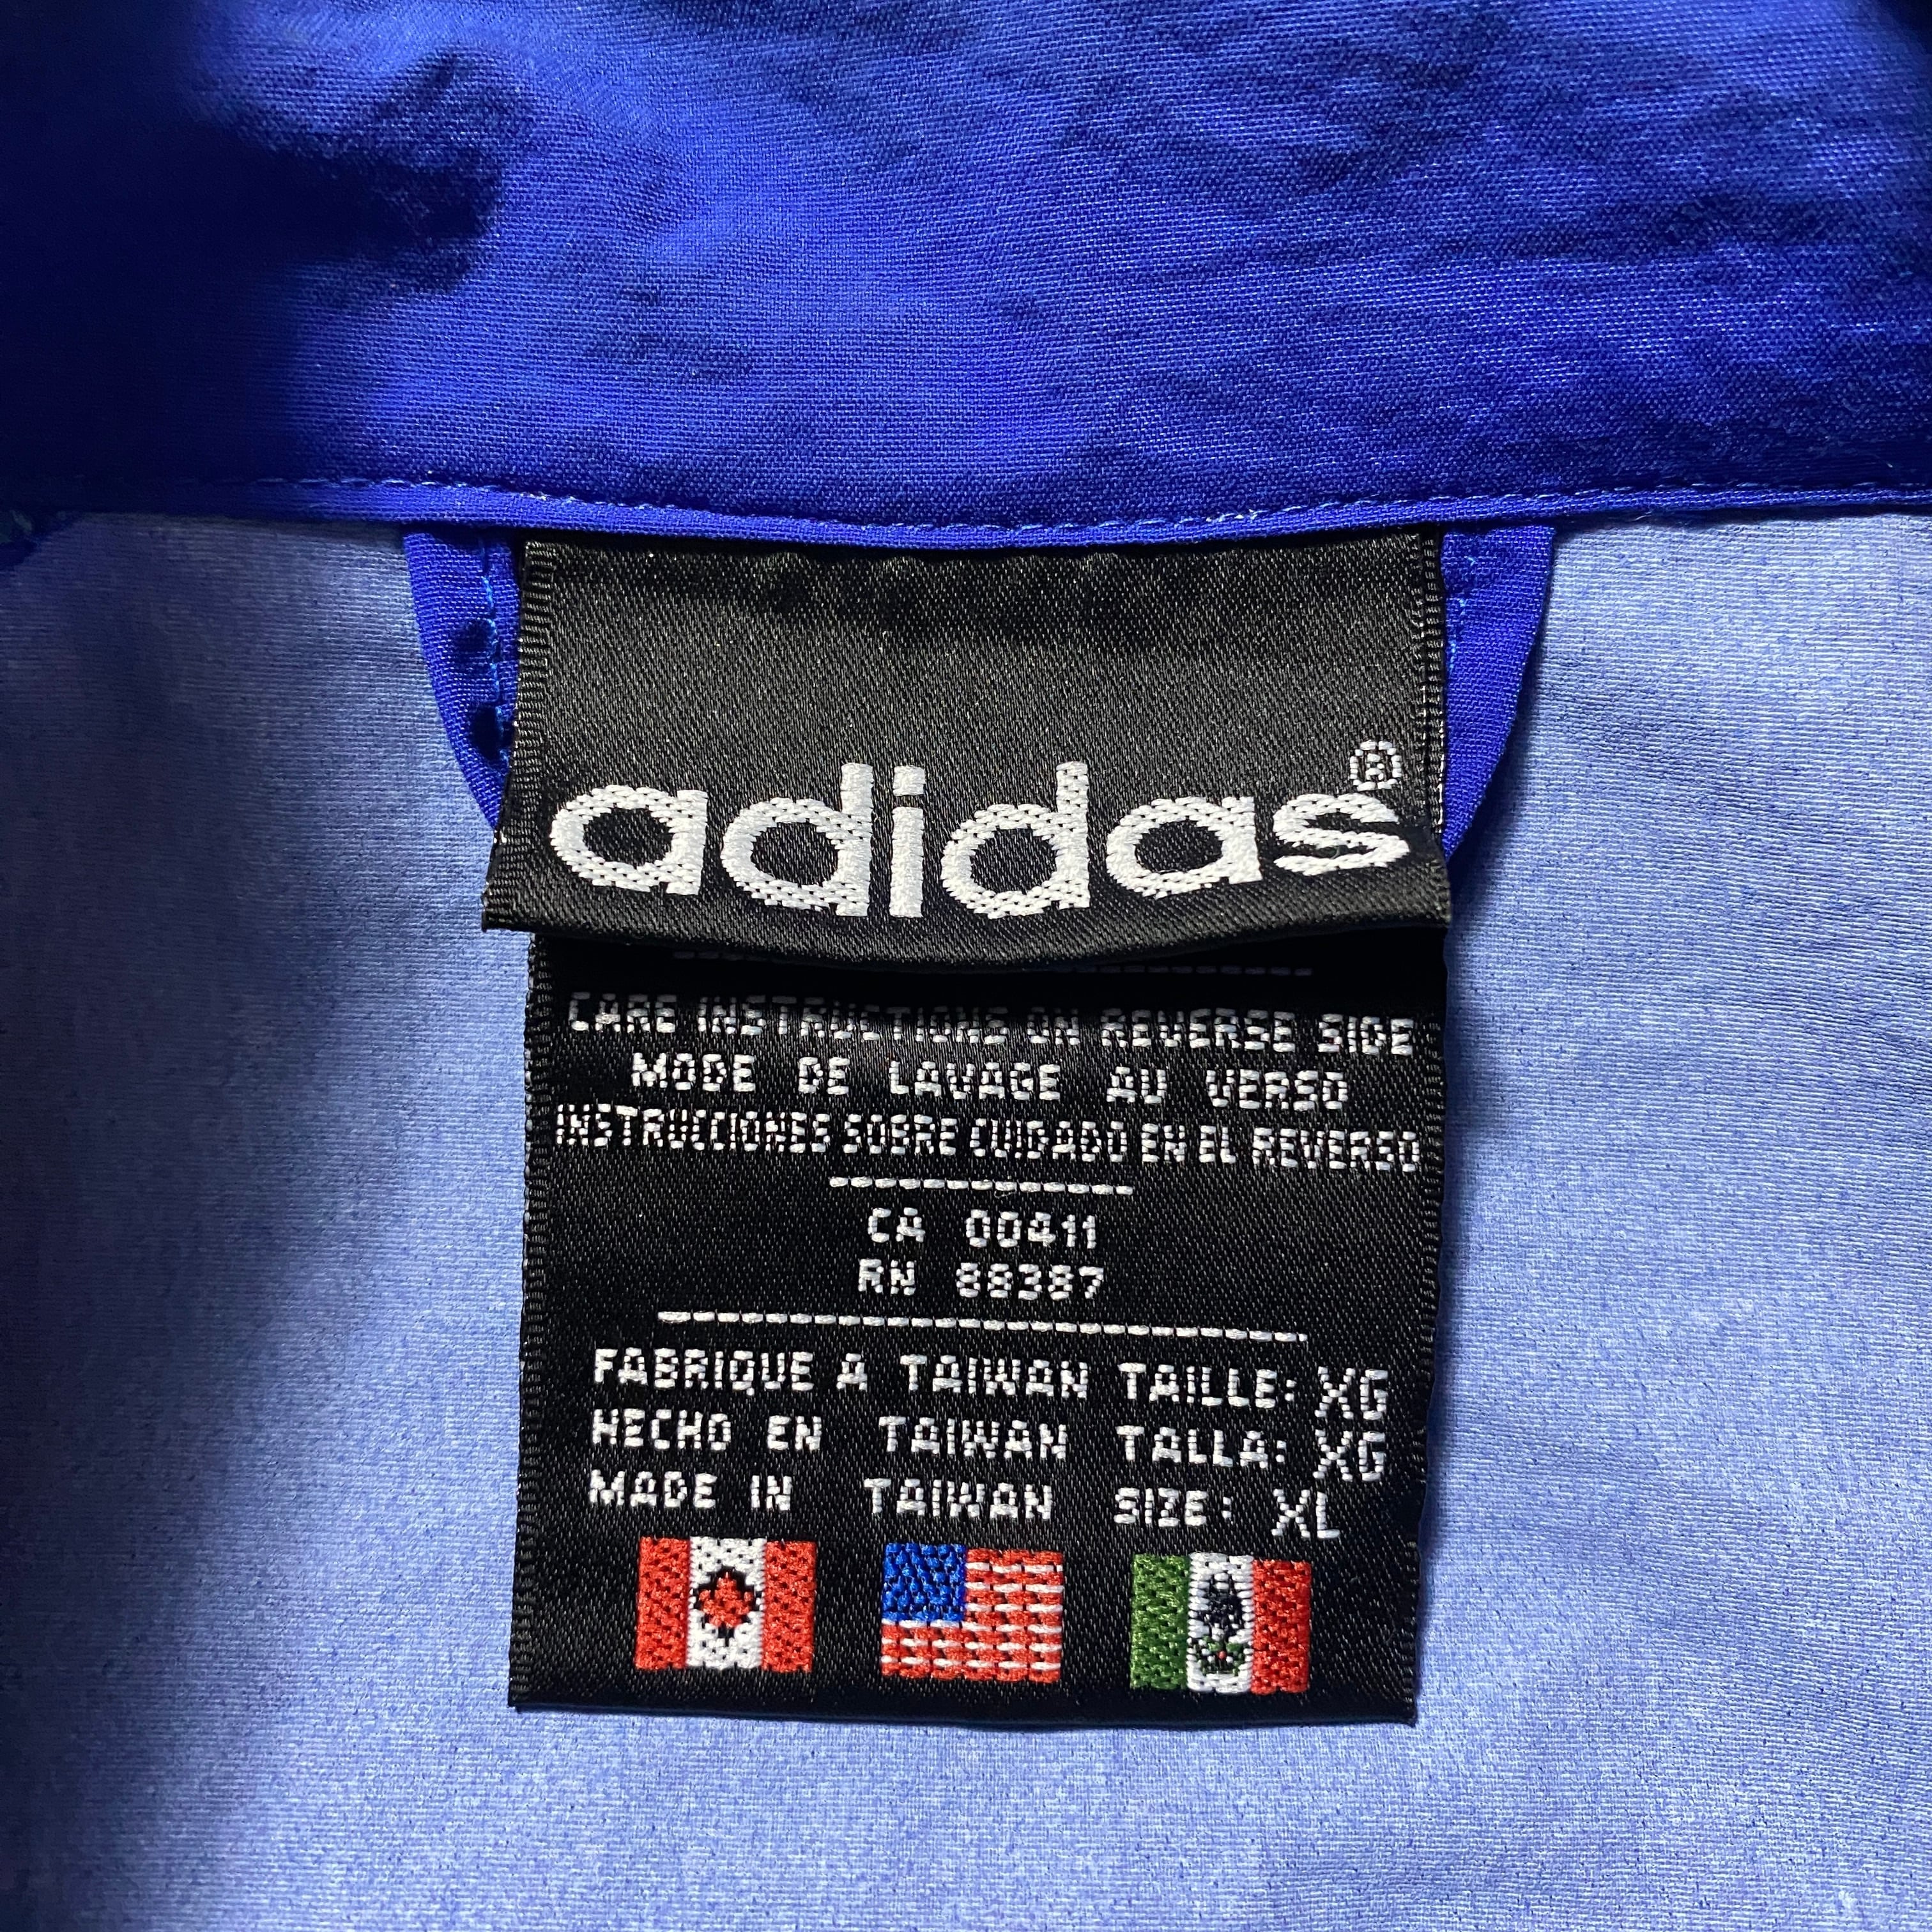 adidas®
CARE INSTRUCTIONS ON REVERSE SIDE
MODE DE LAVAGE AU VERSO
INSTRUCCIONES SOBRE CUIDADO EN EL REVERSO
CA 00411
RN 88387
FABRIQUE A TAIWAN TAILLE: XG
HECHO EN TAIWAN TALLA: XG
MADE IN TAIWAN SIZE: XL